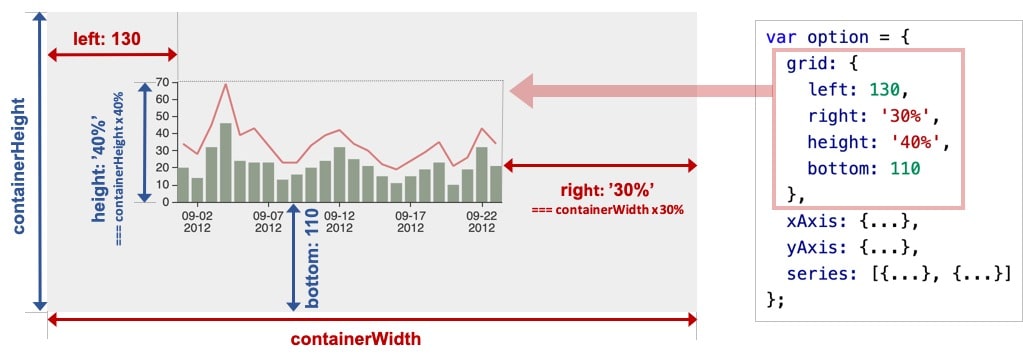 containerHeight
left: 130
height: '40%'
=== containerHeight x 40%
70
60
50
40
30
20
10
0
09-02
2012
09-07
2012
09-12
2012
09-17
2012
09-22
2012
bottom: 110
right: '30%'
=== containerWidth x 30%
containerWidth
var option = {
grid: {
left: 130,
right: '30%',
height: '40%',
bottom: 110
},
xAxis: {...},
yAxis: {...},
series: [{...}, {...}]
};